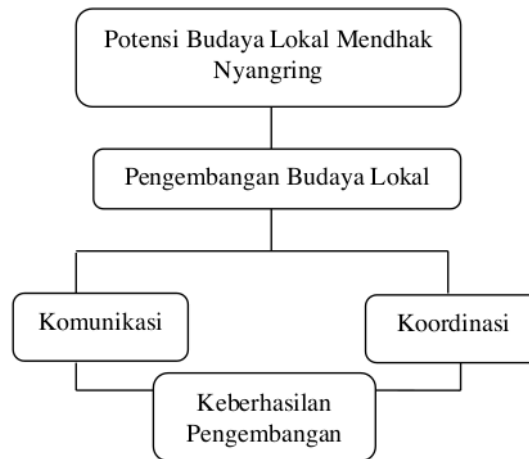 Potensi Budaya Lokal Mendhak
Nyangring
Pengembangan Budaya Lokal
Komunikasi
Koordinasi
Keberhasilan
Pengembangan